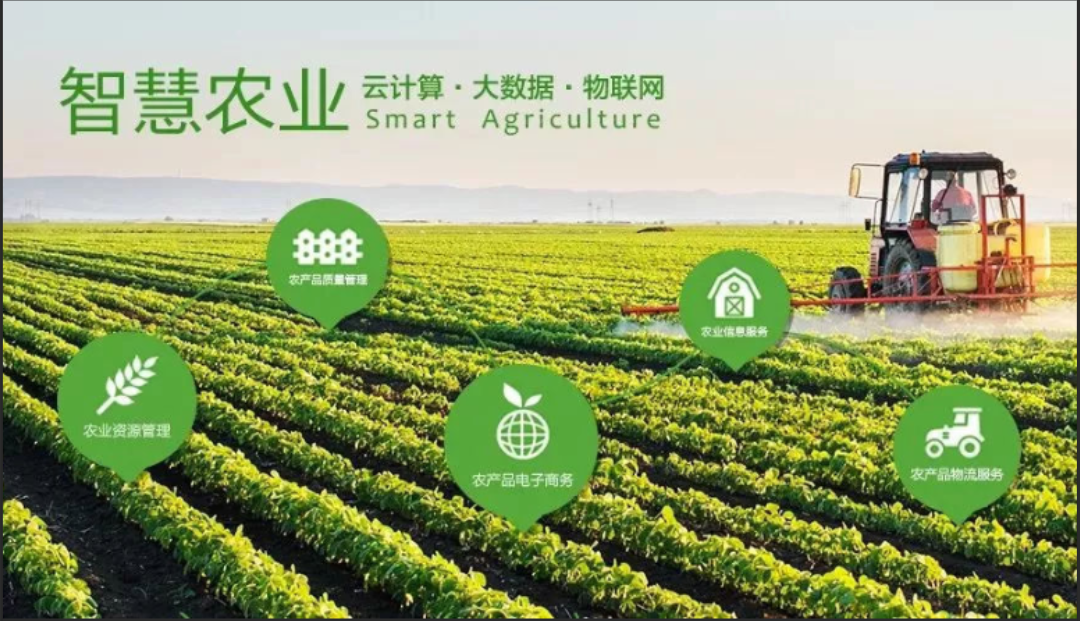 智慧农业
云计算·大数据·物联网
Smart Agriculture
农产品质量管理
农业信息服务
农业资源管理
农产品电子商务
农产品物流服务